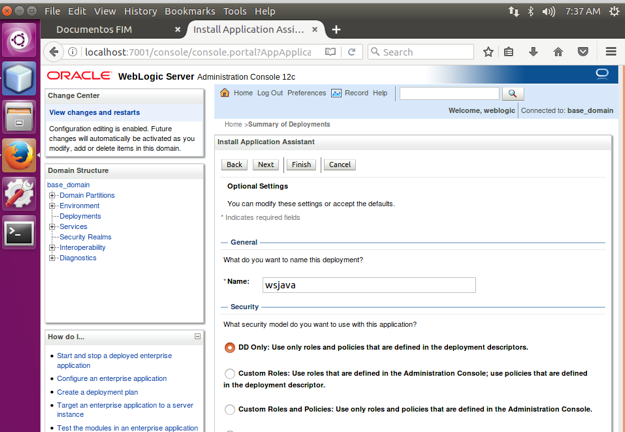 File Edit View History Bookmarks Tools Help
7:37 AM
Documentos FIM
Install Application Assi...
localhost:7001/console/console.portal?AppApplica
Search
ORACLE WebLogic Server Administration Console 12c
Change Center
View changes and restarts
Configuration editing is enabled. Future
changes will automatically be activated as you
modify, add or delete items in this domain.
Domain Structure
base_domain
Domain Partitions
Environment
Deployments
Services
Security Realms
Interoperability
Diagnostics
How do I...
Start and stop a deployed enterprise
application
Configure an enterprise application
Create a deployment plan
Target an enterprise application to a server
instance
Test the modules in an enterprise application
Home Log Out Preferences Record Help
Welcome, weblogic Connected to: base_domain
Home >Summary of Deployments
Install Application Assistant
Back Next Finish Cancel
Optional Settings
You can modify these settings or accept the defaults.
* Indicates required fields
General
What do you want to name this deployment?
* Name: wsjava
Security
What security model do you want to use with this application?
DD Only: Use only roles and policies that are defined in the deployment descriptors.
Custom Roles: Use roles that are defined in the Administration Console; use policies that are defined
in the deployment descriptor.
Custom Roles and Policies: Use only roles and policies that are defined in the Administration Console.